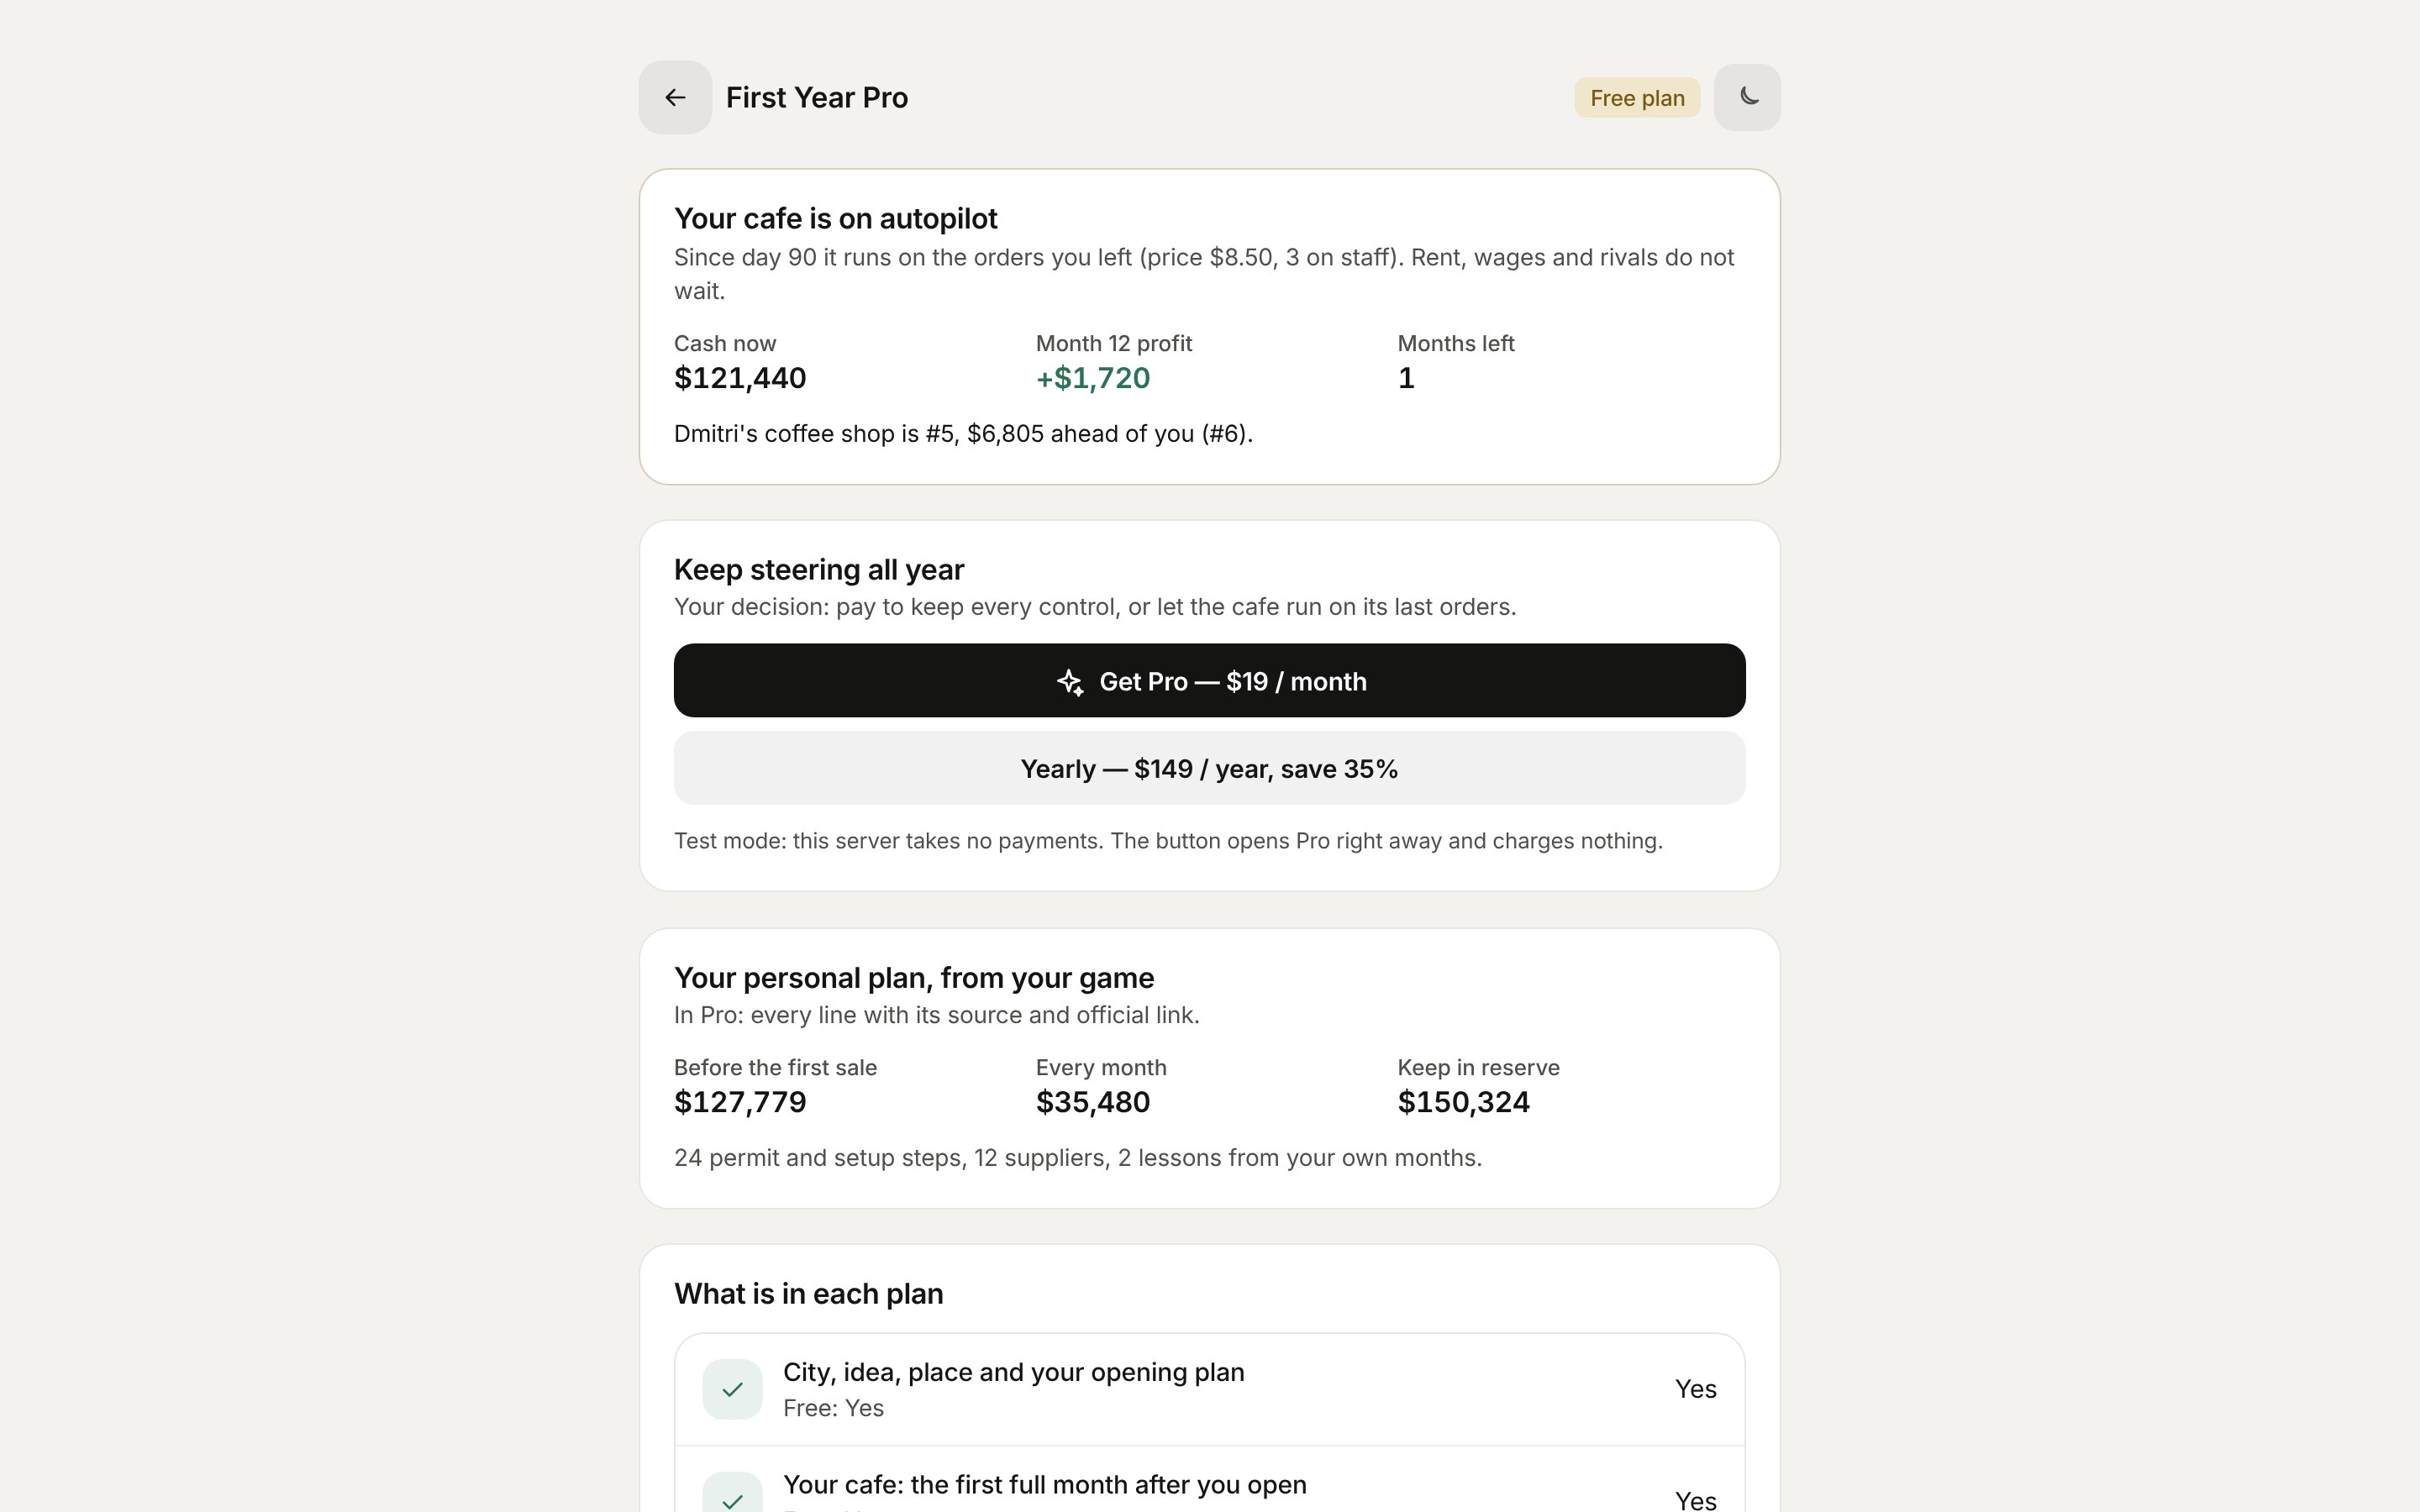 First Year Pro
Free plan
Your cafe is on autopilot
Since day 90 it runs on the orders you left (price $8.50, 3 on staff). Rent, wages and rivals do not
wait.
Cash now
$121,440
Month 12 profit
+$1,720
Months left
1
Dmitri's coffee shop is #5, $6,805 ahead of you (#6).
Keep steering all year
Your decision: pay to keep every control, or let the cafe run on its last orders.
Get Pro — $19 / month
Yearly — $149 / year, save 35%
Test mode: this server takes no payments. The button opens Pro right away and charges nothing.
Your personal plan, from your game
In Pro: every line with its source and official link.
Before the first sale
$127,779
Every month
$35,480
Keep in reserve
$150,324
24 permit and setup steps, 12 suppliers, 2 lessons from your own months.
What is in each plan
City, idea, place and your opening plan
Free: Yes
Yes
Your cafe: the first full month after you open
Yes